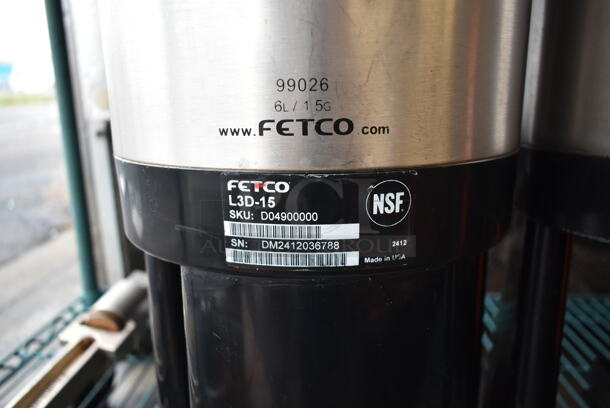 99026
6L / 1.5G
www.FETCO.com
FETCO
L3D-15
SKU: D04900000
NSF
SN: DM2412036788
2412
Made in USA